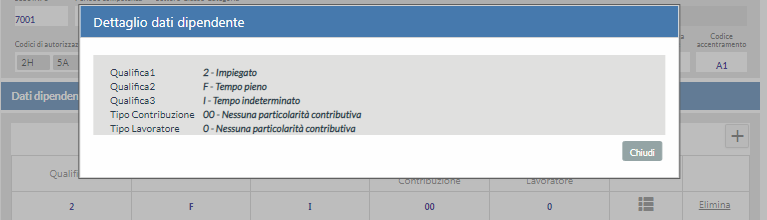 7001
Codice
accentramento
Codici di autorizzaz
2H 5A
A1
Dettaglio dati dipendente
Qualifica1 2 - Impiegato
Qualifica2 F - Tempo pieno
Qualifica3 I - Tempo indeterminato
Tipo Contribuzione 00 - Nessuna particolarità contributiva
Tipo Lavoratore 0 - Nessuna particolarità contributiva
Chiudi
Dati dipenden
+
Qualifi
Contribuzione Lavoratore
2 F I 00 0 Elimina